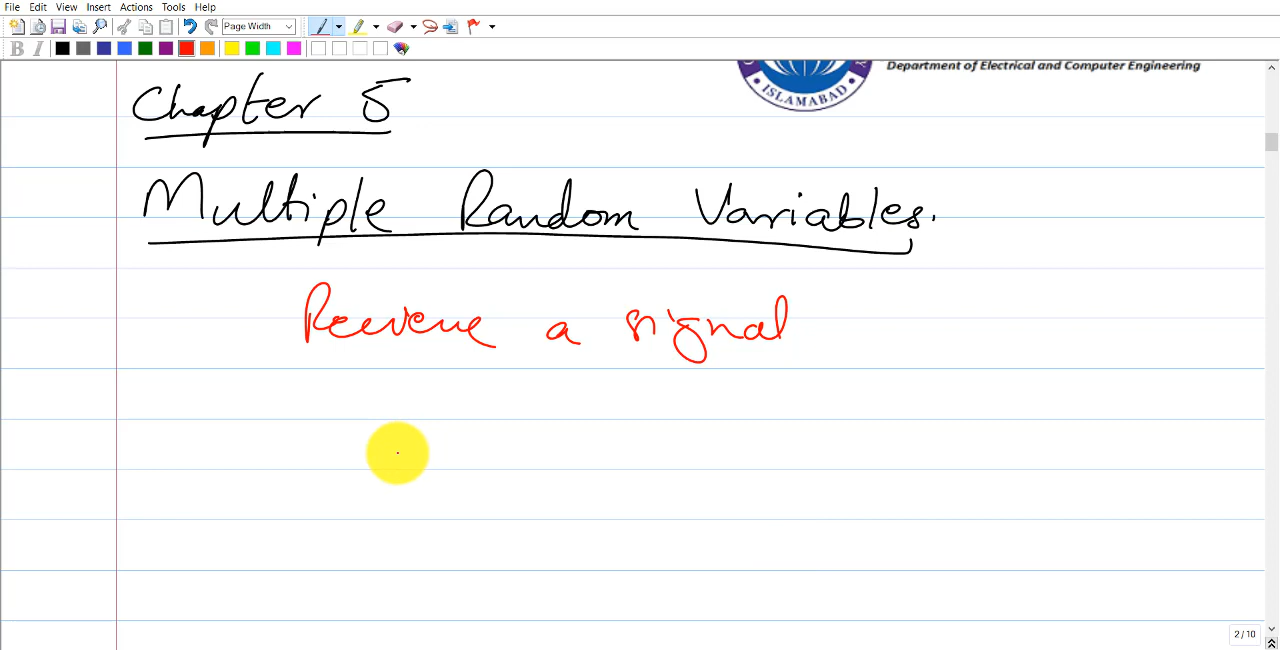 File Edit View Insert Actions Tools Help
Page Width
B I
Department of Electrical and Computer Engineering
ISLAMABAD
Chapter 5
Multiple Random Variables.
Receive a signal
2 / 10